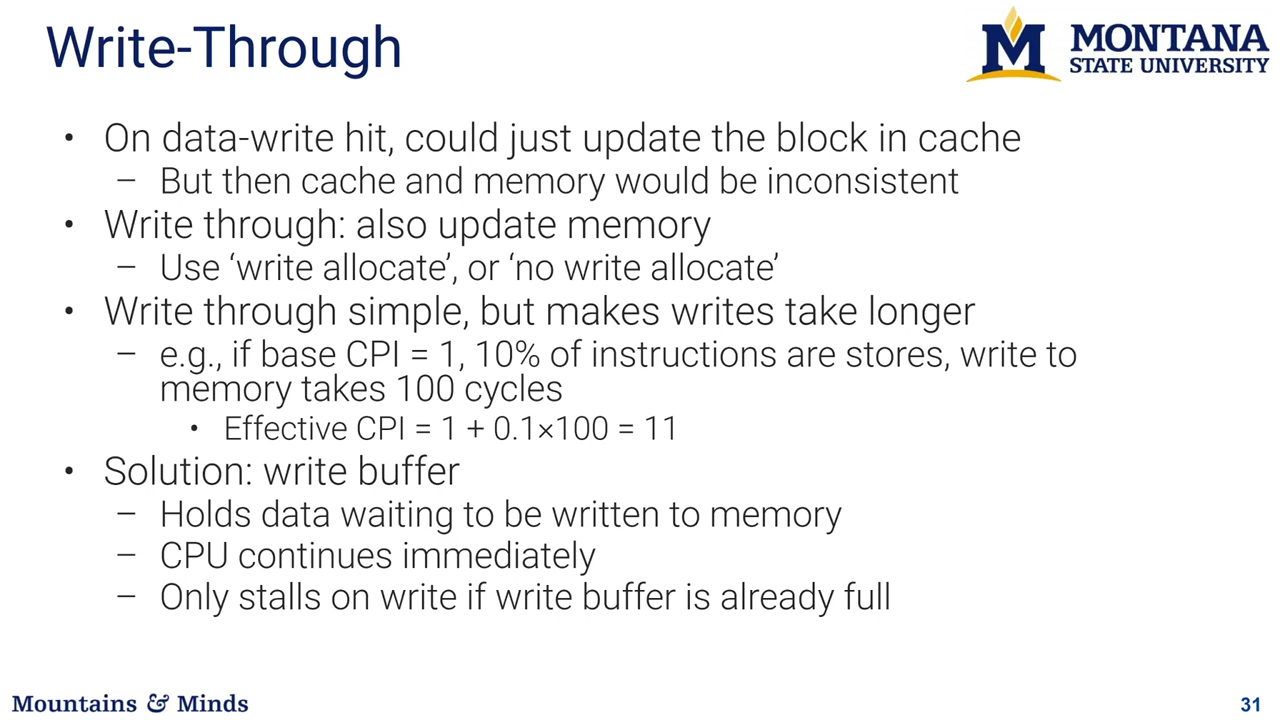 Write-Through
MONTANA
STATE UNIVERSITY
• On data-write hit, could just update the block in cache
– But then cache and memory would be inconsistent
• Write through: also update memory
– Use ‘write allocate’, or ‘no write allocate’
• Write through simple, but makes writes take longer
– e.g., if base CPI = 1, 10% of instructions are stores, write to
memory takes 100 cycles
• Effective CPI = 1 + 0.1×100 = 11
• Solution: write buffer
– Holds data waiting to be written to memory
– CPU continues immediately
– Only stalls on write if write buffer is already full
Mountains & Minds
31